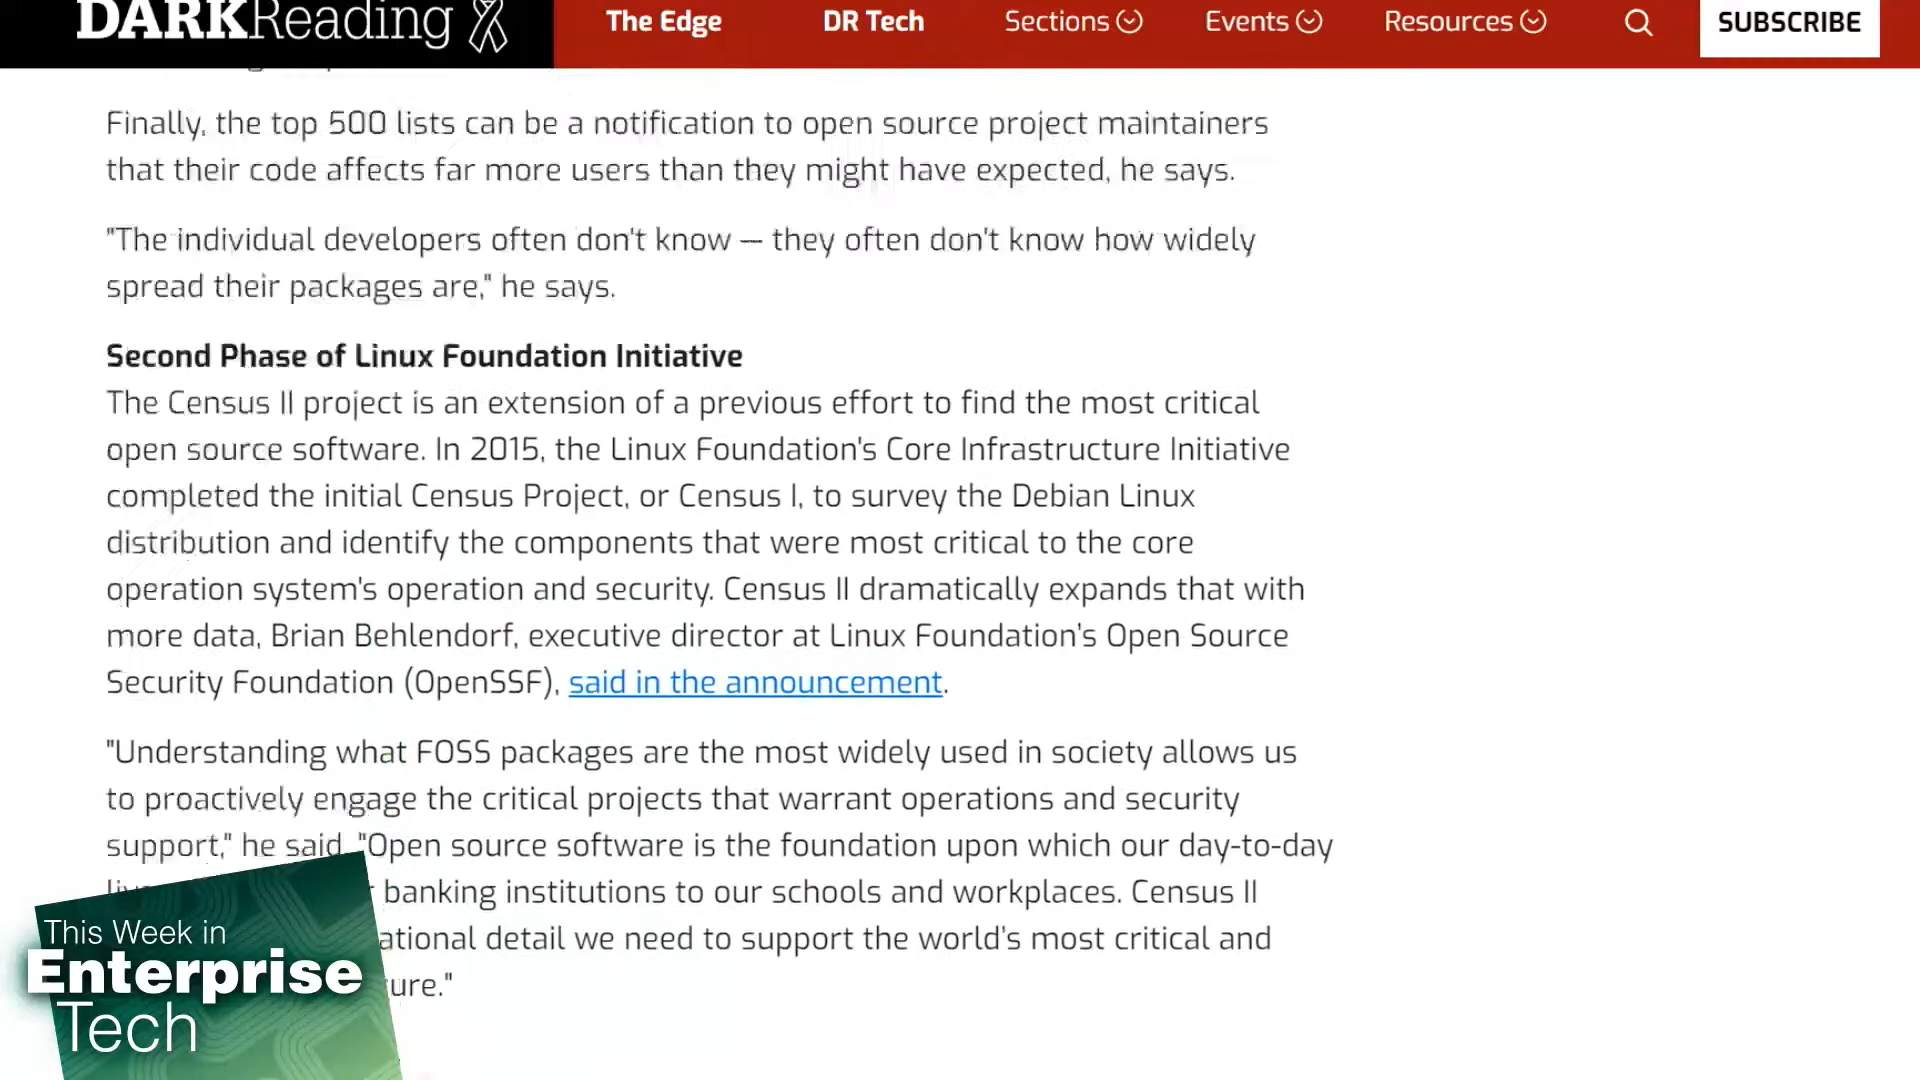 DARKReading The Edge DR Tech Sections Events Resources SUBSCRIBE
Finally, the top 500 lists can be a notification to open source project maintainers
that their code affects far more users than they might have expected, he says.
"The individual developers often don't know — they often don't know how widely
spread their packages are," he says.
Second Phase of Linux Foundation Initiative
The Census II project is an extension of a previous effort to find the most critical
open source software. In 2015, the Linux Foundation's Core Infrastructure Initiative
completed the initial Census Project, or Census I, to survey the Debian Linux
distribution and identify the components that were most critical to the core
operation system's operation and security. Census II dramatically expands that with
more data, Brian Behlendorf, executive director at Linux Foundation's Open Source
Security Foundation (OpenSSF), said in the announcement.
"Understanding what FOSS packages are the most widely used in society allows us
to proactively engage the critical projects that warrant operations and security
support," he said. "Open source software is the foundation upon which our day-to-day
banking institutions to our schools and workplaces. Census II
ational detail we need to support the world's most critical and
ure."
This Week in
Enterprise
Tech